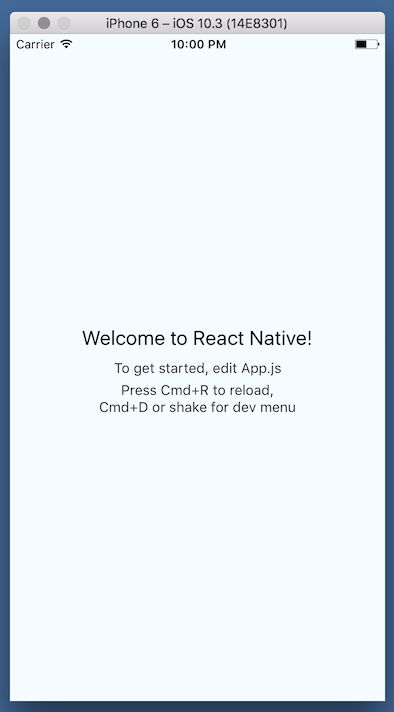 iPhone 6 – iOS 10.3 (14E8301)
Carrier 10:00 PM
Welcome to React Native!
To get started, edit App.js
Press Cmd+R to reload,
Cmd+D or shake for dev menu